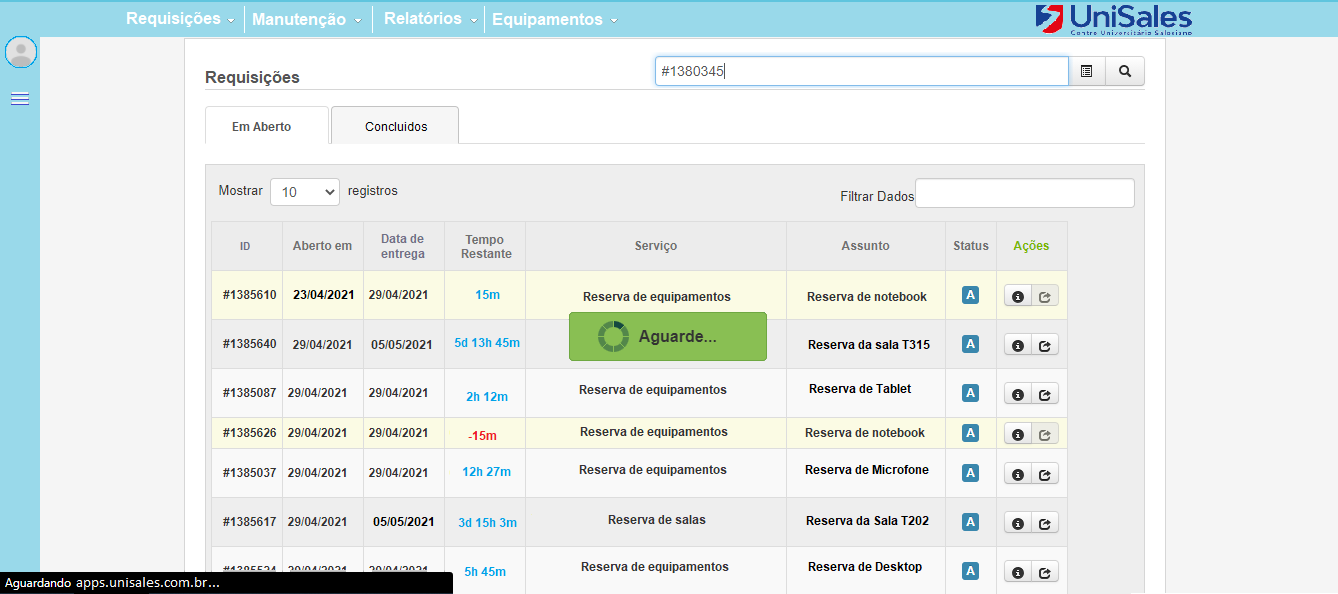 Requisições Manutenção Relatórios Equipamentos
UniSales
Centro Universitário Salesiano
Requisições
#1380345
Em Aberto Concluidos
Mostrar 10 registros Filtrar Dados
ID Aberto em Data de entrega Tempo Restante Serviço Assunto Status Ações
#1385610 23/04/2021 29/04/2021 15m Reserva de equipamentos Reserva de notebook A
Aguarde...
#1385640 29/04/2021 05/05/2021 5d 13h 45m Reserva da sala T315 A
#1385087 29/04/2021 29/04/2021 2h 12m Reserva de equipamentos Reserva de Tablet A
#1385626 29/04/2021 29/04/2021 -15m Reserva de equipamentos Reserva de notebook A
#1385037 29/04/2021 29/04/2021 12h 27m Reserva de equipamentos Reserva de Microfone A
#1385617 29/04/2021 05/05/2021 3d 15h 3m Reserva de salas Reserva da Sala T202 A
5h 45m Reserva de equipamentos Reserva de Desktop A
Aguardando apps.unisales.com.br...